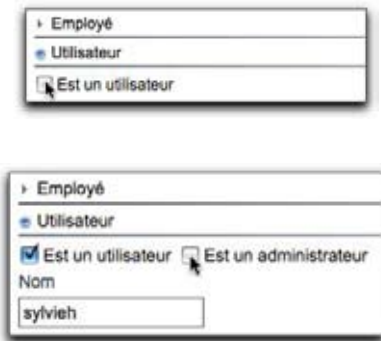 Employé
Utilisateur
Est un utilisateur
Employé
Utilisateur
Est un utilisateur Est un administrateur
Nom
sylvieh